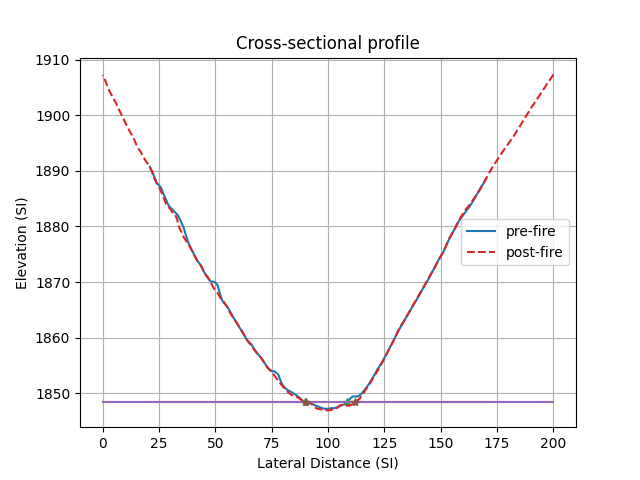 Cross-sectional profile
1910
1900
1890
1880
1870
1860
1850
Elevation (SI)
pre-fire
post-fire
0 25 50 75 100 125 150 175 200
Lateral Distance (SI)